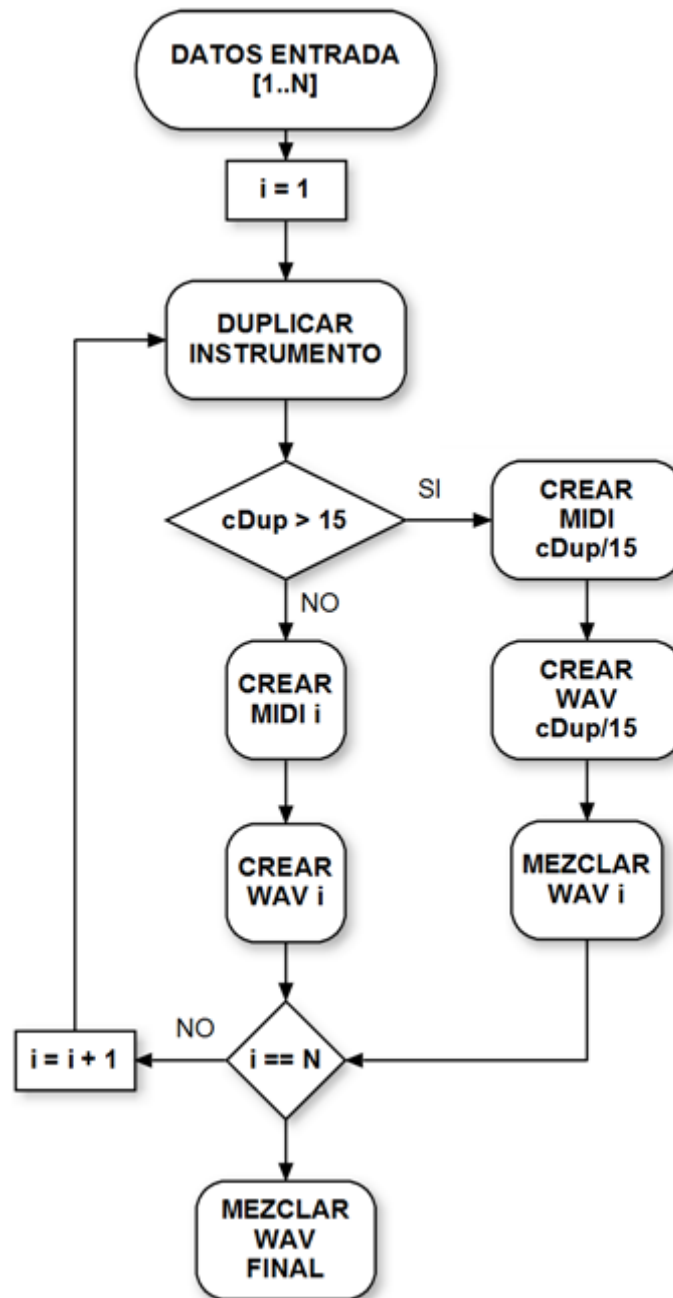 DATOS ENTRADA
[1..N]
i = 1
DUPLICAR
INSTRUMENTO
cDup > 15
SI
CREAR
MIDI
cDup/15
NO
CREAR
MIDI i
CREAR
WAV
cDup/15
CREAR
WAV i
MEZCLAR
WAV i
NO
i = i + 1
i == N
MEZCLAR
WAV
FINAL